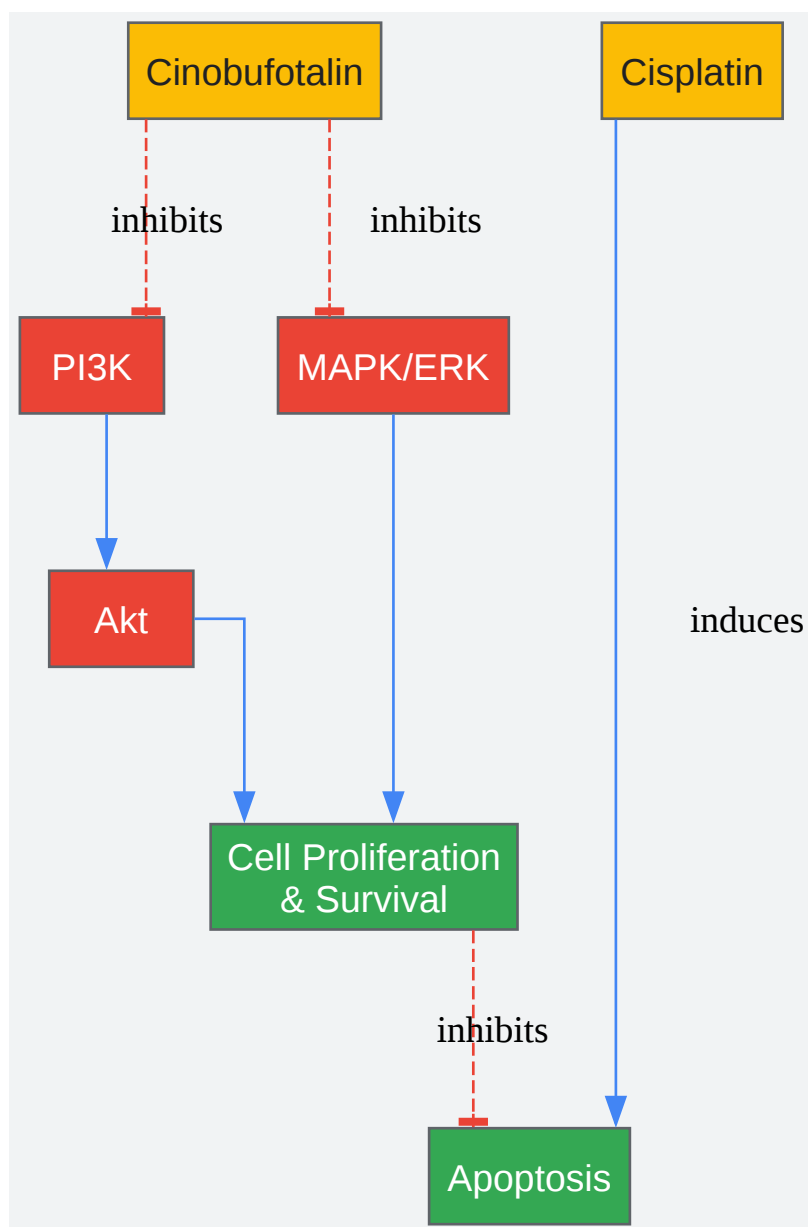 Cinobufotalin
Cisplatin
inhibits
inhibits
PI3K
MAPK/ERK
Akt
induces
Cell Proliferation
& Survival
inhibits
Apoptosis